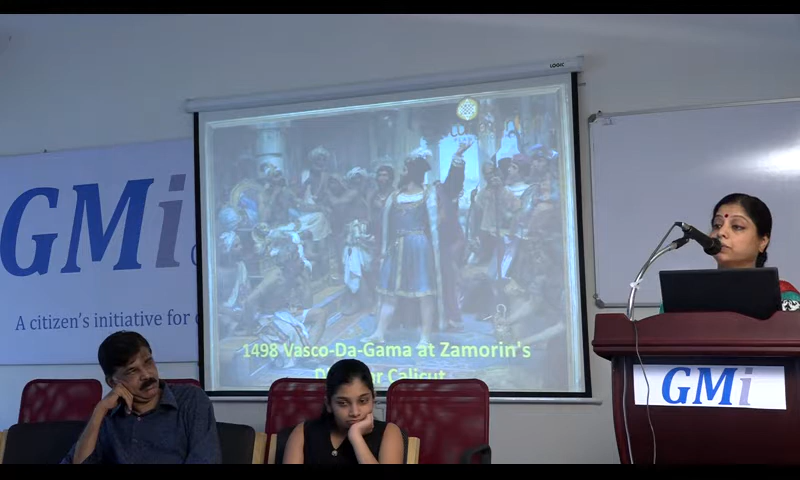 LOGIC
GMi
A citizen's initiative for
1498 Vasco-Da-Gama at Zamorin's
Calicut
GMi